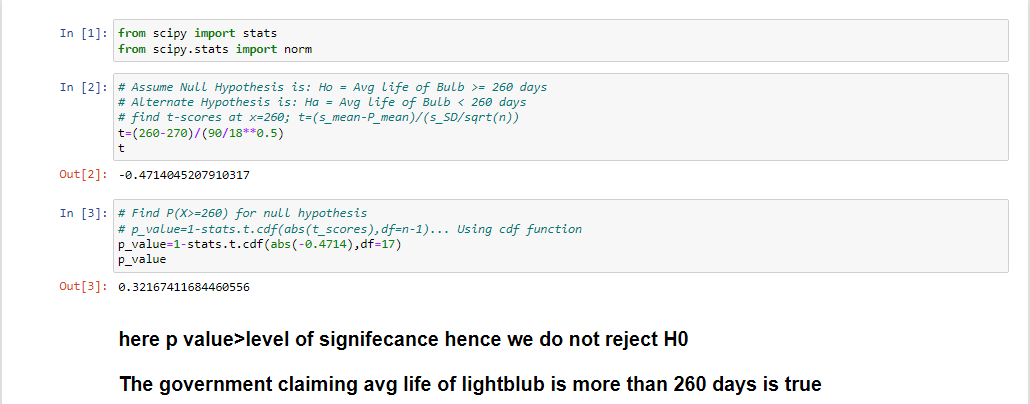 In [1]: from scipy import stats
from scipy.stats import norm
In [2]: # Assume Null Hypothesis is: Ho = Avg life of Bulb >= 260 days
# Alternate Hypothesis is: Ha = Avg life of Bulb < 260 days
# find t-scores at x=260; t=(s_mean-P_mean)/(s_SD/sqrt(n))
t=(260-270)/(90/18**0.5)
t
Out[2]: -0.4714045207910317
In [3]: # Find P(X>=260) for null hypothesis
# p_value=1-stats.t.cdf(abs(t_scores),df=n-1)... Using cdf function
p_value=1-stats.t.cdf(abs(-0.4714),df=17)
p_value
Out[3]: 0.32167411684460556
here p value>level of signifecance hence we do not reject H0
The government claiming avg life of lightblub is more than 260 days is true